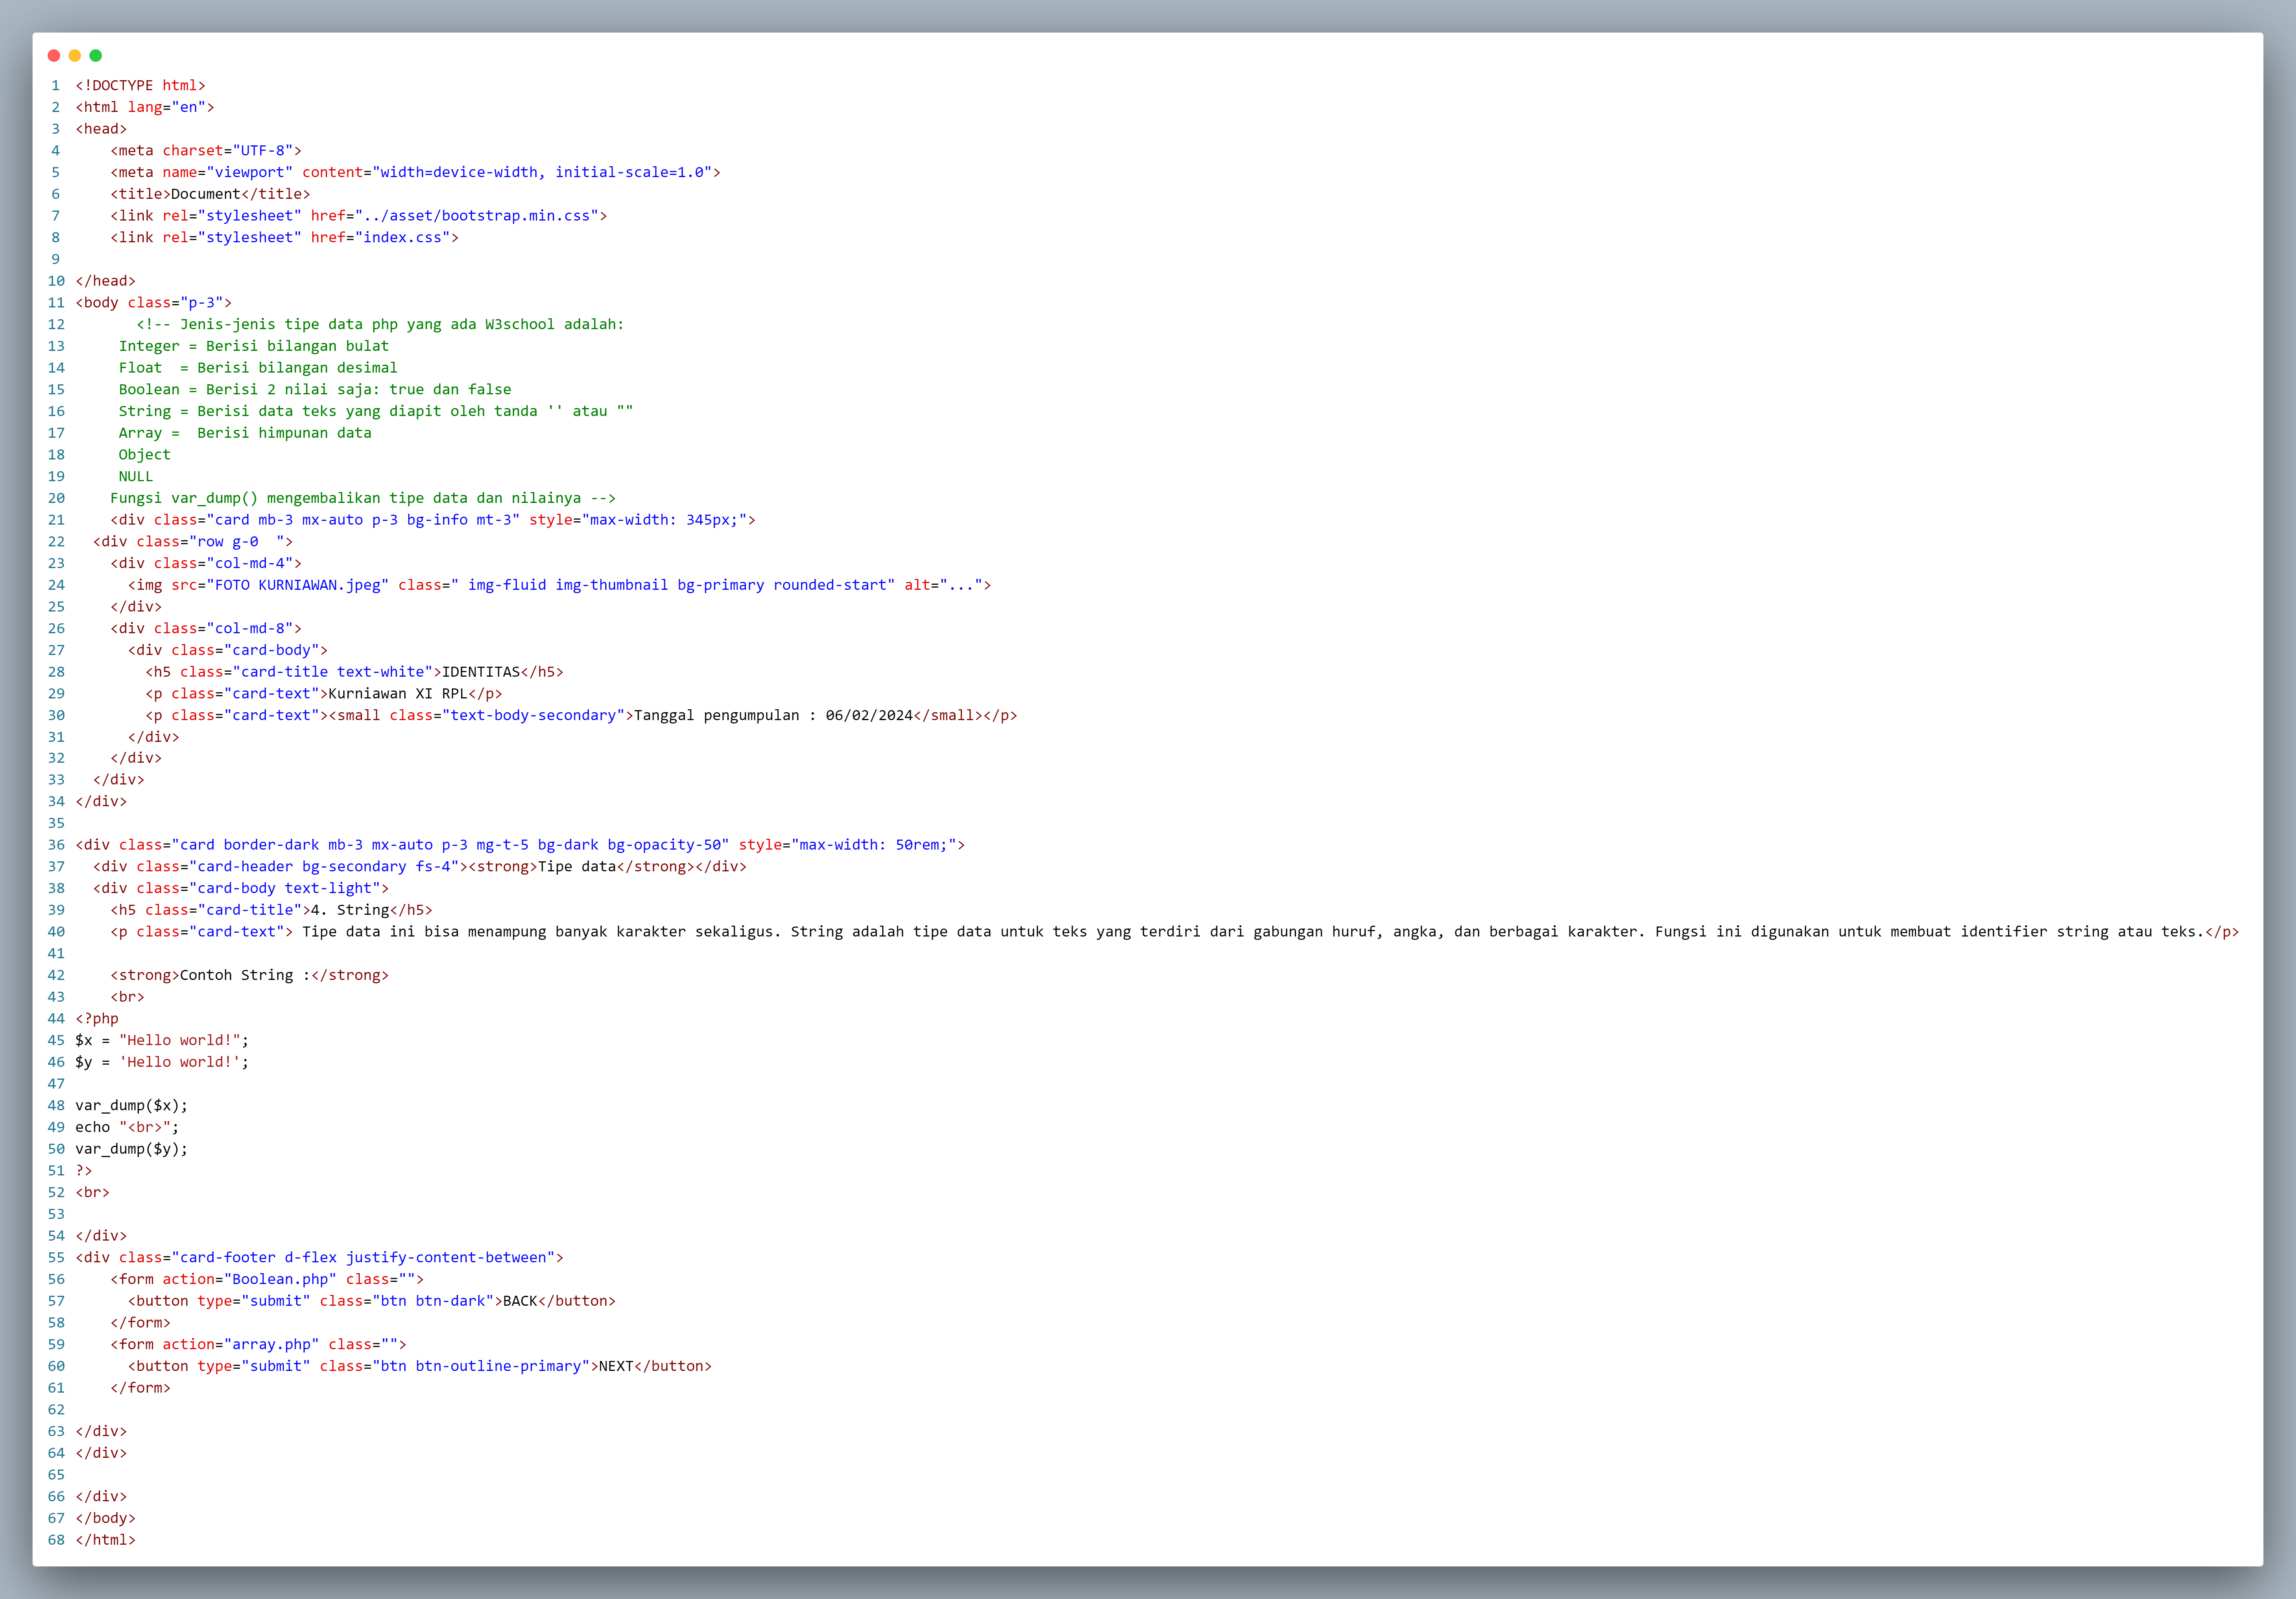 1 <!DOCTYPE html>
2 <html lang="en">
3 <head>
4     <meta charset="UTF-8">
5     <meta name="viewport" content="width=device-width, initial-scale=1.0">
6     <title>Document</title>
7     <link rel="stylesheet" href="../asset/bootstrap.min.css">
8     <link rel="stylesheet" href="index.css">
9
10 </head>
11 <body class="p-3">
12        <!-- Jenis-jenis tipe data php yang ada W3school adalah:
13      Integer = Berisi bilangan bulat
14      Float  = Berisi bilangan desimal
15      Boolean = Berisi 2 nilai saja: true dan false
16      String = Berisi data teks yang diapit oleh tanda '' atau ""
17      Array =  Berisi himpunan data
18      Object
19      NULL
20     Fungsi var_dump() mengembalikan tipe data dan nilainya -->
21     <div class="card mb-3 mx-auto p-3 bg-info mt-3" style="max-width: 345px;">
22   <div class="row g-0  ">
23     <div class="col-md-4">
24       <img src="FOTO KURNIAWAN.jpeg" class=" img-fluid img-thumbnail bg-primary rounded-start" alt="...">
25     </div>
26     <div class="col-md-8">
27       <div class="card-body">
28         <h5 class="card-title text-white">IDENTITAS</h5>
29         <p class="card-text">Kurniawan XI RPL</p>
30         <p class="card-text"><small class="text-body-secondary">Tanggal pengumpulan : 06/02/2024</small></p>
31       </div>
32     </div>
33   </div>
34 </div>
35
36 <div class="card border-dark mb-3 mx-auto p-3 mg-t-5 bg-dark bg-opacity-50" style="max-width: 50rem;">
37   <div class="card-header bg-secondary fs-4"><strong>Tipe data</strong></div>
38   <div class="card-body text-light">
39     <h5 class="card-title">4. String</h5>
40     <p class="card-text"> Tipe data ini bisa menampung banyak karakter sekaligus. String adalah tipe data untuk teks yang terdiri dari gabungan huruf, angka, dan berbagai karakter. Fungsi ini digunakan untuk membuat identifier string atau teks.</p>
41
42     <strong>Contoh String :</strong>
43     <br>
44 <?php
45 $x = "Hello world!";
46 $y = 'Hello world!';
47
48 var_dump($x);
49 echo "<br>";
50 var_dump($y);
51 ?>
52 <br>
53
54 </div>
55 <div class="card-footer d-flex justify-content-between">
56     <form action="Boolean.php" class="">
57       <button type="submit" class="btn btn-dark">BACK</button>
58     </form>
59     <form action="array.php" class="">
60       <button type="submit" class="btn btn-outline-primary">NEXT</button>
61     </form>
62
63 </div>
64 </div>
65
66 </div>
67 </body>
68 </html>